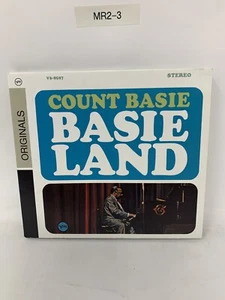 MR2-3
V6-8597
STEREO
COUNT BASIE
BASIE
LAND
ORIGINALS